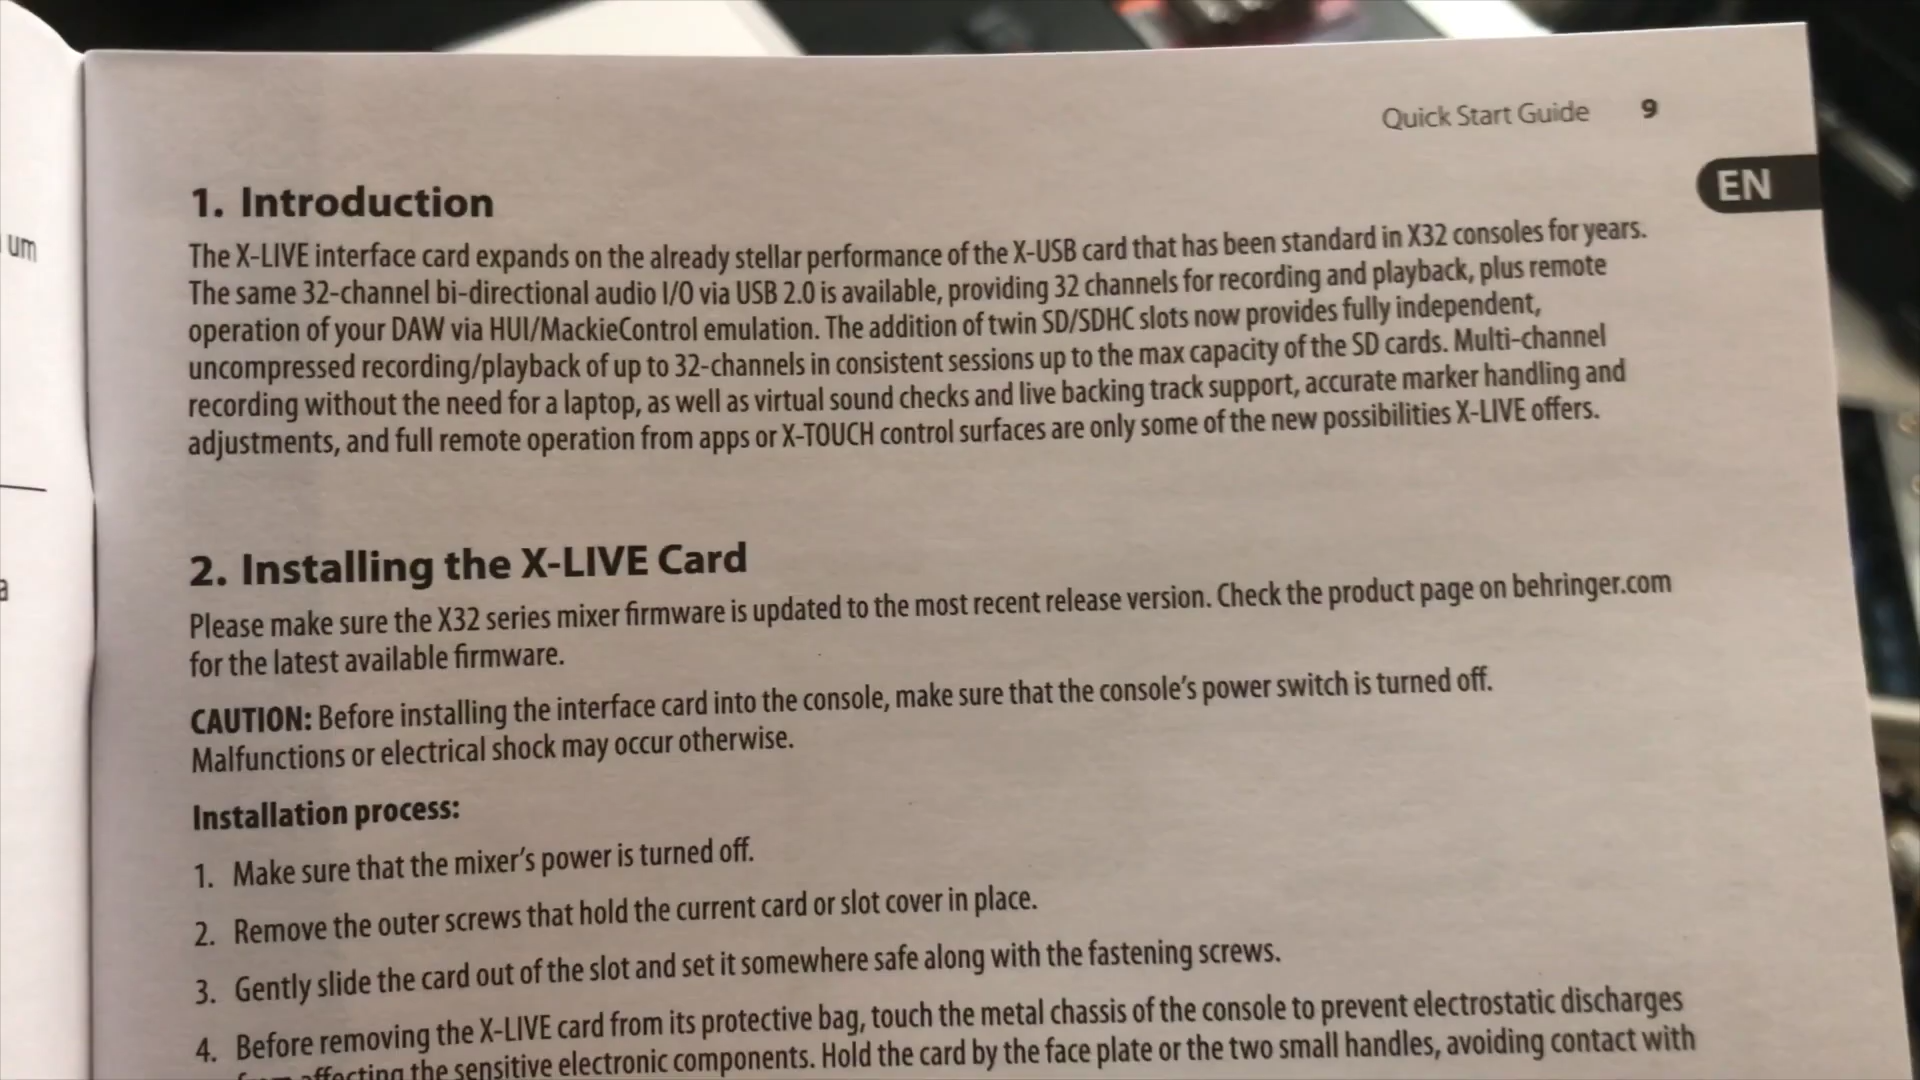 Quick Start Guide 9
EN
um
a
1. Introduction
The X-LIVE interface card expands on the already stellar performance of the X-USB card that has been standard in X32 consoles for years.
The same 32-channel bi-directional audio I/O via USB 2.0 is available, providing 32 channels for recording and playback, plus remote
operation of your DAW via HUI/MackieControl emulation. The addition of twin SD/SDHC slots now provides fully independent,
uncompressed recording/playback of up to 32-channels in consistent sessions up to the max capacity of the SD cards. Multi-channel
recording without the need for a laptop, as well as virtual sound checks and live backing track support, accurate marker handling and
adjustments, and full remote operation from apps or X-TOUCH control surfaces are only some of the new possibilities X-LIVE offers.
2. Installing the X-LIVE Card
Please make sure the X32 series mixer firmware is updated to the most recent release version. Check the product page on behringer.com
for the latest available firmware.
CAUTION: Before installing the interface card into the console, make sure that the console's power switch is turned off.
Malfunctions or electrical shock may occur otherwise.
Installation process:
1. Make sure that the mixer's power is turned off.
2. Remove the outer screws that hold the current card or slot cover in place.
3. Gently slide the card out of the slot and set it somewhere safe along with the fastening screws.
4. Before removing the X-LIVE card from its protective bag, touch the metal chassis of the console to prevent electrostatic discharges
affecting the sensitive electronic components. Hold the card by the face plate or the two small handles, avoiding contact with